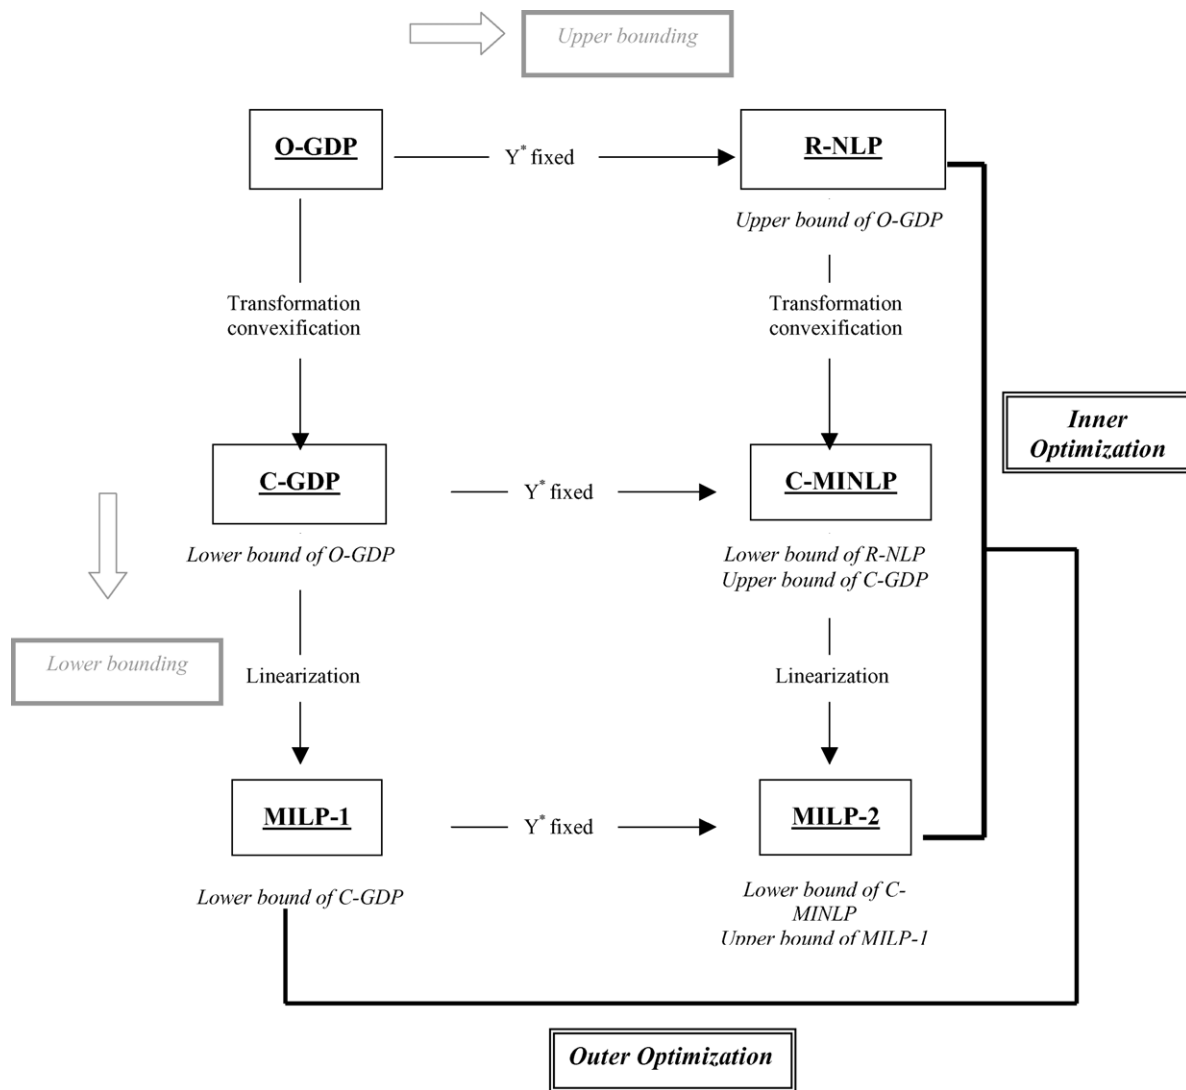 Upper bounding
O-GDP
Y* fixed
R-NLP
Upper bound of O-GDP
Transformation
convexification
Transformation
convexification
Inner
Optimization
C-GDP
Y* fixed
C-MINLP
Lower bound of O-GDP
Lower bound of R-NLP
Upper bound of C-GDP
Lower bounding
Linearization
Linearization
MILP-1
Y* fixed
MILP-2
Lower bound of C-GDP
Lower bound of C-
MINLP
Upper bound of MILP-1
Outer Optimization